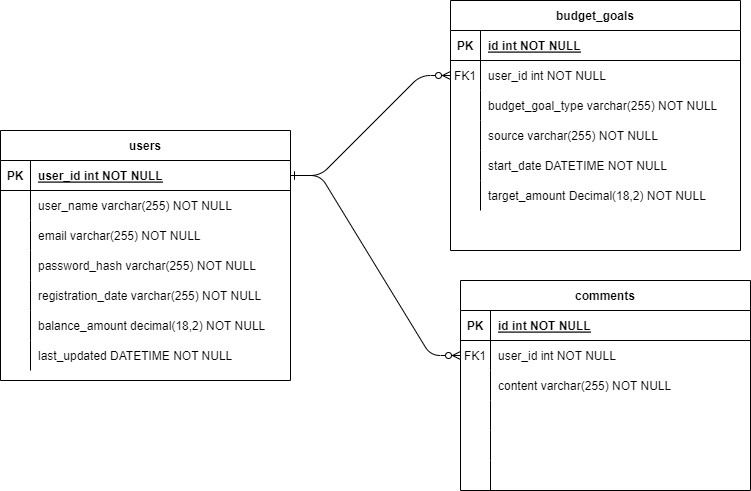 budget_goals
PK id int NOT NULL
FK1 user_id int NOT NULL
budget_goal_type varchar(255) NOT NULL
source varchar(255) NOT NULL
start_date DATETIME NOT NULL
target_amount Decimal(18,2) NOT NULL
users
PK user_id int NOT NULL
user_name varchar(255) NOT NULL
email varchar(255) NOT NULL
password_hash varchar(255) NOT NULL
registration_date varchar(255) NOT NULL
balance_amount decimal(18,2) NOT NULL
last_updated DATETIME NOT NULL
comments
PK id int NOT NULL
FK1 user_id int NOT NULL
content varchar(255) NOT NULL